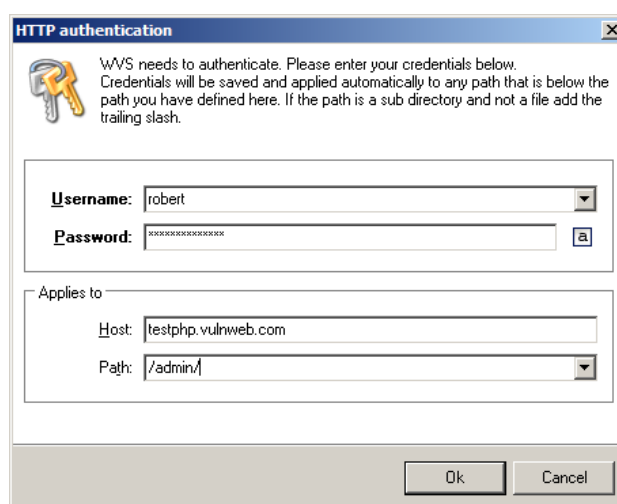 HTTP authentication
WVS needs to authenticate. Please enter your credentials below.
Credentials will be saved and applied automatically to any path that is below the
path you have defined here. If the path is a sub directory and not a file add the
trailing slash.
Username: robert
Password: **************
a
Applies to
Host: testphp.vulnweb.com
Path: /admin/
Ok Cancel